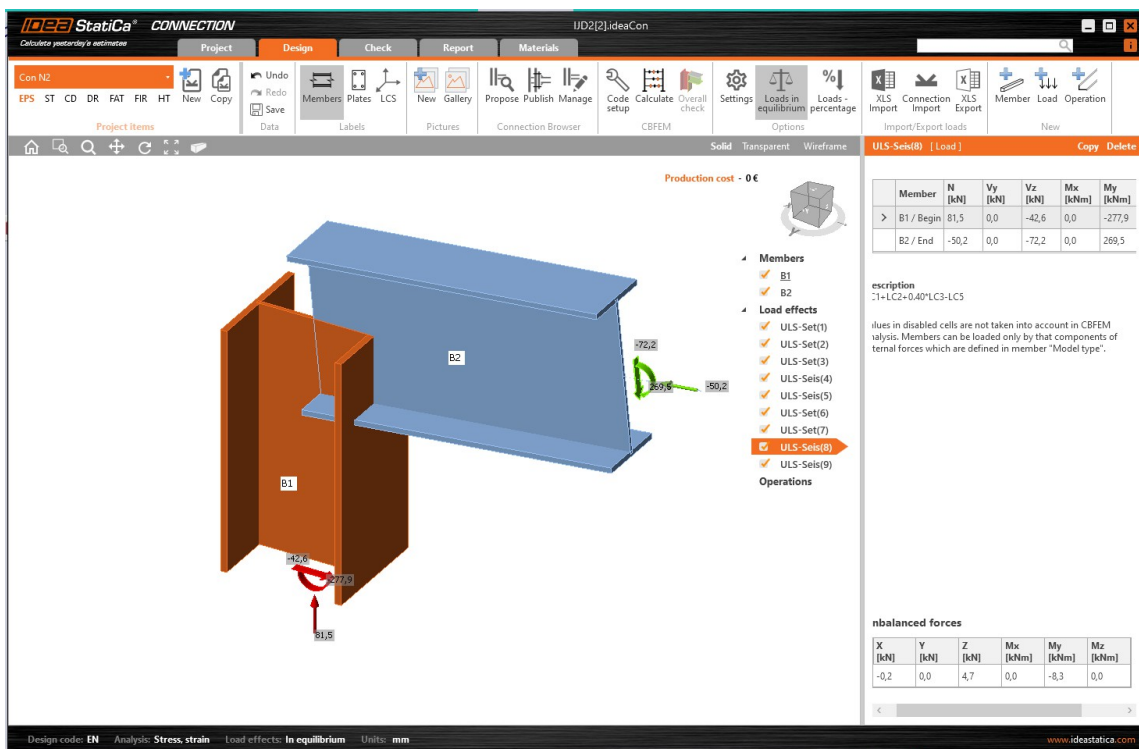 IDEA StatiCa® CONNECTION
IJD2[2].ideaCon
Calculate yesterday's estimates
Project Design Check Report Materials
Con N2
EPS ST CD DR FAT FIR HT
New Copy
Undo
Redo
Save
Members Plates LCS
New Gallery
Propose Publish Manage
Code setup Calculate Overall check
Settings Loads in equilibrium Loads - percentage
XLS Import Connection Import XLS Export
Member Load Operation
Project items Data Labels Pictures Connection Browser CBFEM Options Import/Export loads New
Solid Transparent Wireframe
ULS-Seis(8) [Load] Copy Delete
Production cost - 0 €
Member N [kN] Vy [kN] Vz [kN] Mx [kNm] My [kNm]
> B1 / Begin 81,5 0,0 -42,6 0,0 -277,9
B2 / End -50,2 0,0 -72,2 0,0 269,5
escription
C1+LC2+0.40*LC3-LC5
alues in disabled cells are not taken into account in CBFEM
nalysis. Members can be loaded only by that components of
ternal forces which are defined in member "Model type".
Members
B1
B2
Load effects
ULS-Set(1)
ULS-Set(2)
ULS-Set(3)
ULS-Seis(4)
ULS-Seis(5)
ULS-Set(6)
ULS-Set(7)
ULS-Seis(8)
ULS-Seis(9)
Operations
B2
-72,2
269,5
-50,2
B1
-42,6
-277,9
81,5
nbalanced forces
X [kN] Y [kN] Z [kN] Mx [kNm] My [kNm] Mz [kNm]
-0,2 0,0 4,7 0,0 -8,3 0,0
Design code: EN Analysis: Stress, strain Load effects: In equilibrium Units: mm
www.ideastatica.com